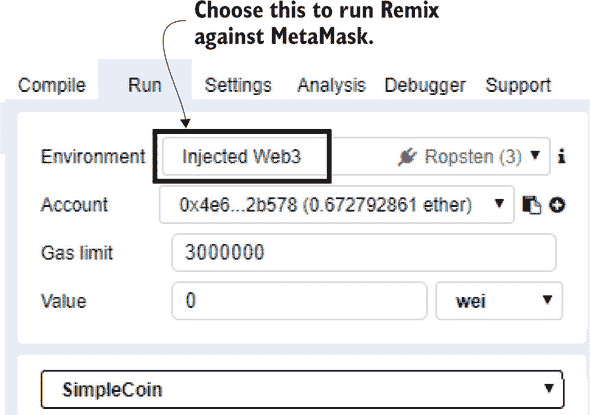 Choose this to run Remix
against MetaMask.
Compile Run Settings Analysis Debugger Support
Environment Injected Web3 Ropsten (3)
Account 0x4e6...2b578 (0.672792861 ether)
Gas limit 3000000
Value 0 wei
SimpleCoin